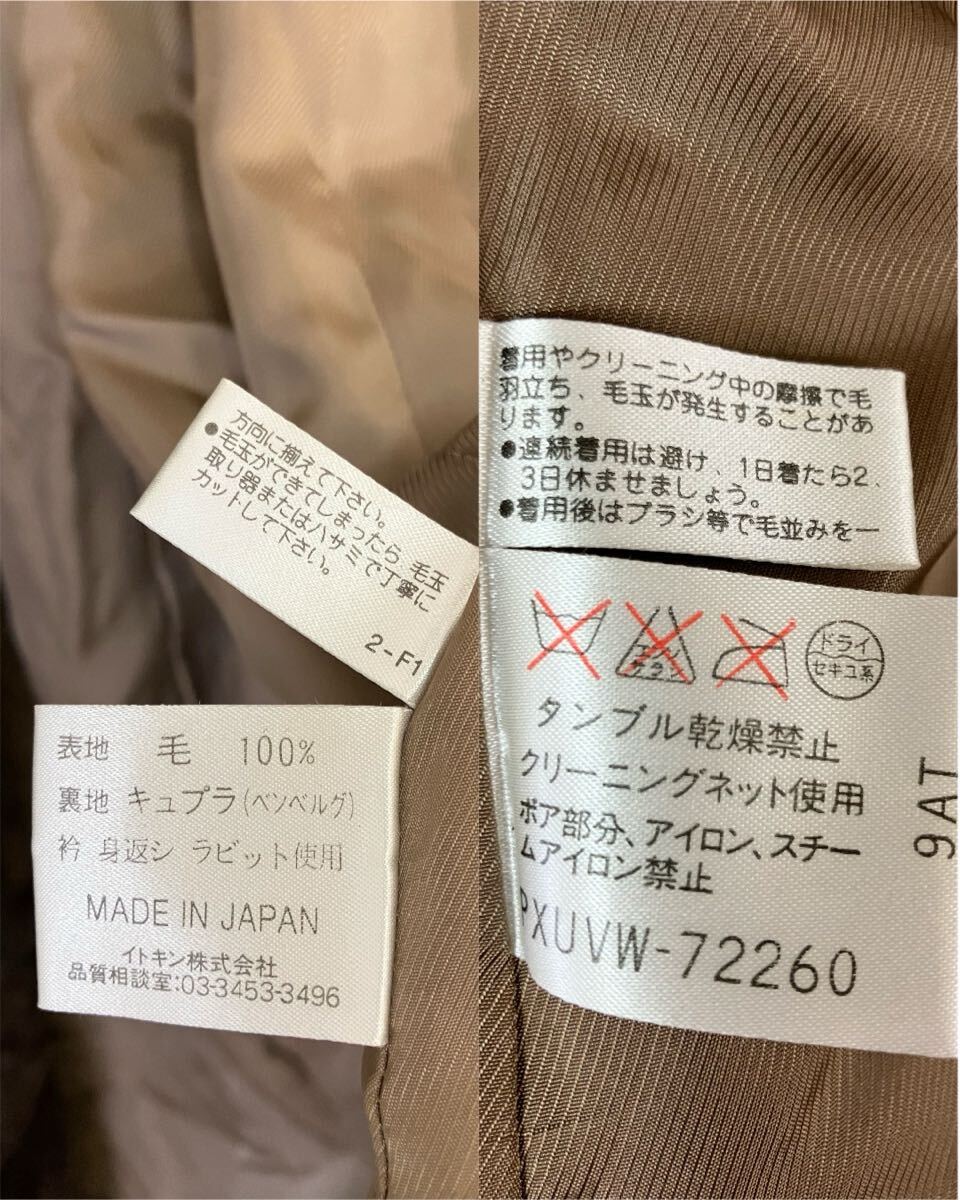 方向に揃えて下さい。
●毛玉ができてしまったら、毛玉
取り器またはハサミで丁寧に
カットして下さい。
2-F1
表地 毛 100%
裏地 キュプラ(ベンベルグ)
衿 身返シ ラビット使用
MADE IN JAPAN
イトキン株式会社
品質相談室:03-3453-3496
着用やクリーニング中の摩擦で毛
羽立ち、毛玉が発生することがあ
ります。
●連続着用は避け、1日着たら2、
3日休ませましょう。
●着用後はブラシ等で毛並みを一
エンソ
サラシ
ドライ
セキユ系
タンブル乾燥禁止
クリーニングネット使用
ボア部分、アイロン、スチー
ムアイロン禁止
PXUVW-72260
9AT